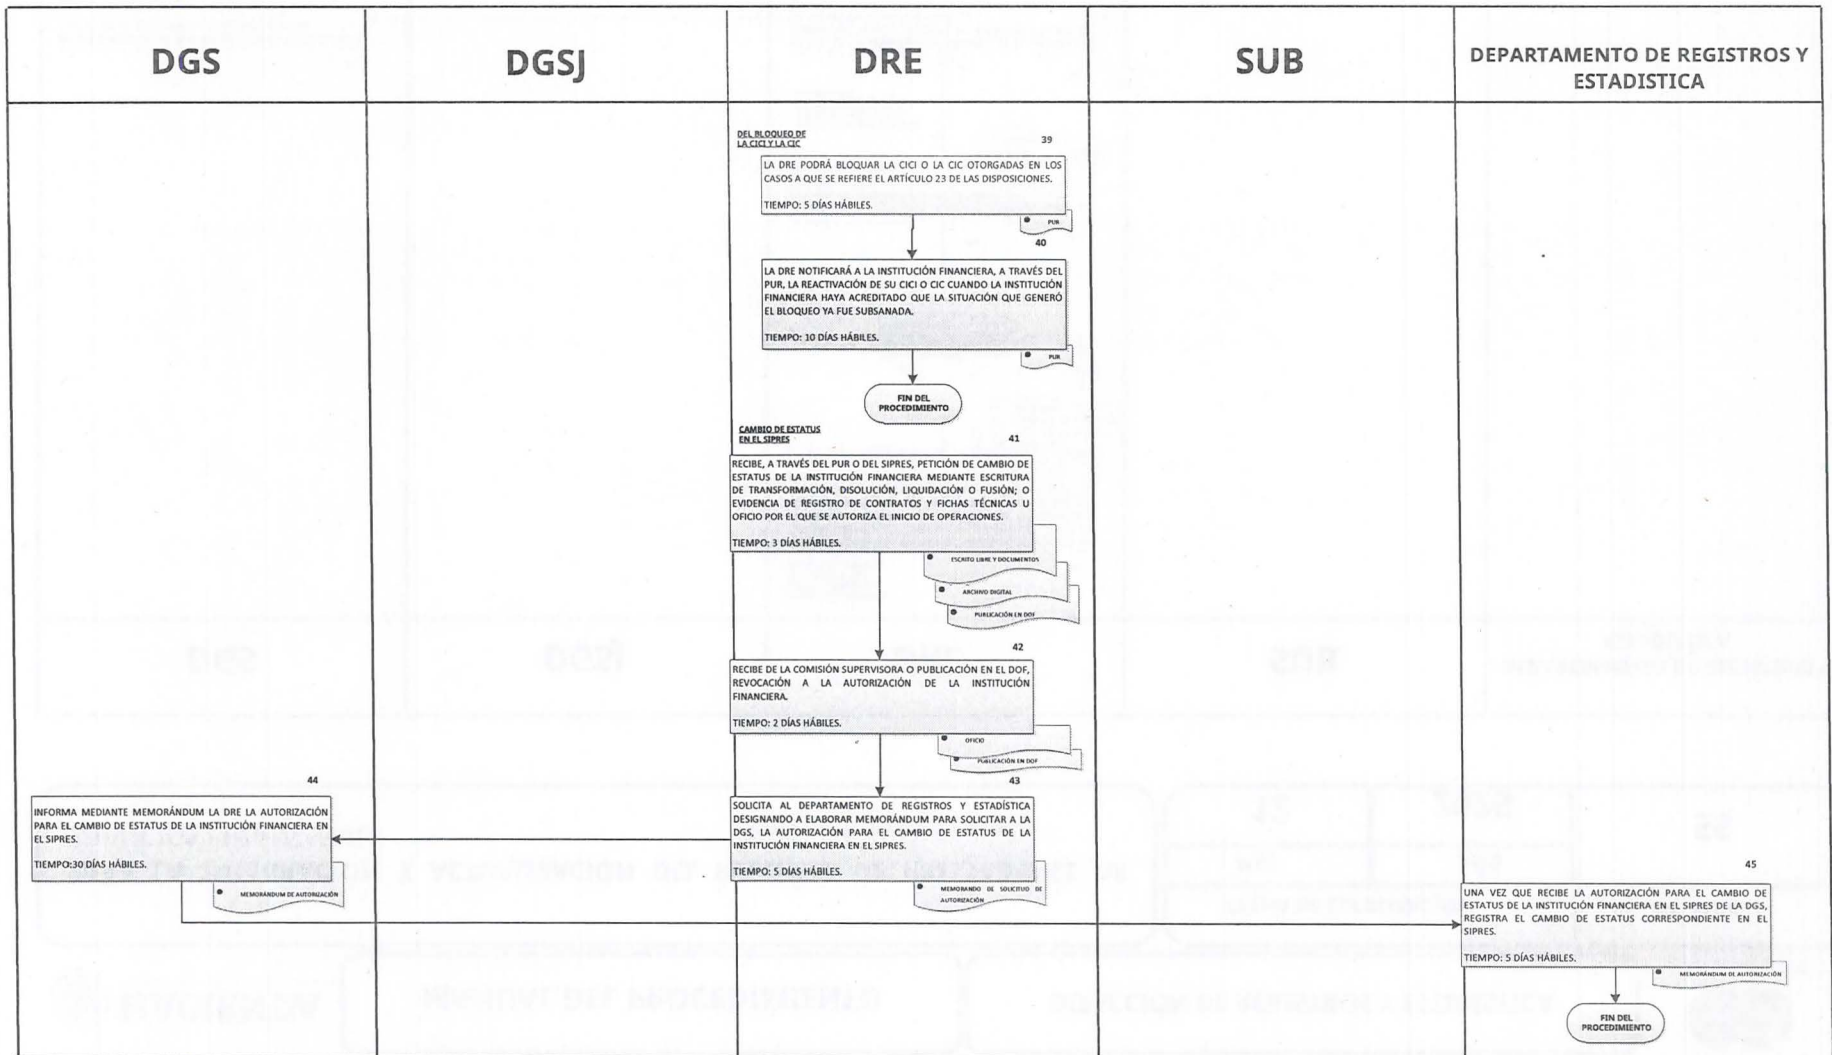 DGS
DGSJ
DRE
SUB
DEPARTAMENTO DE REGISTROS Y
ESTADISTICA
DEL BLOQUEO DE
LA CICI Y LA CIC
39
LA DRE PODRÁ BLOQUAR LA CICI O LA CIC OTORGADAS EN LOS
CASOS A QUE SE REFIERE EL ARTÍCULO 23 DE LAS DISPOSICIONES.
TIEMPO: 5 DÍAS HÁBILES.
PUR
40
LA DRE NOTIFICARÁ A LA INSTITUCIÓN FINANCIERA, A TRAVÉS DEL
PUR, LA REACTIVACIÓN DE SU CICI O CIC CUANDO LA INSTITUCIÓN
FINANCIERA HAYA ACREDITADO QUE LA SITUACIÓN QUE GENERÓ
EL BLOQUEO YA FUE SUBSANADA.
TIEMPO: 10 DÍAS HÁBILES.
PUR
FIN DEL
PROCEDIMIENTO
CAMBIO DE ESTATUS
EN EL SIPRES
41
RECIBE, A TRAVÉS DEL PUR O DEL SIPRES, PETICIÓN DE CAMBIO DE
ESTATUS DE LA INSTITUCIÓN FINANCIERA MEDIANTE ESCRITURA
DE TRANSFORMACIÓN, DISOLUCIÓN, LIQUIDACIÓN O FUSIÓN; O
EVIDENCIA DE REGISTRO DE CONTRATOS Y FICHAS TÉCNICAS U
OFICIO POR EL QUE SE AUTORIZA EL INICIO DE OPERACIONES.
TIEMPO: 3 DÍAS HÁBILES.
ESCRITO LIBRE Y DOCUMENTOS
ARCHIVO DIGITAL
PUBLICACIÓN EN DOF
42
RECIBE DE LA COMISIÓN SUPERVISORA O PUBLICACIÓN EN EL DOF,
REVOCACIÓN A LA AUTORIZACIÓN DE LA INSTITUCIÓN
FINANCIERA.
TIEMPO: 2 DÍAS HÁBILES.
OFICIO
PUBLICACIÓN EN DOF
43
SOLICITA AL DEPARTAMENTO DE REGISTROS Y ESTADÍSTICA
DESIGNANDO A ELABORAR MEMORÁNDUM PARA SOLICITAR A LA
DGS, LA AUTORIZACIÓN PARA EL CAMBIO DE ESTATUS DE LA
INSTITUCIÓN FINANCIERA EN EL SIPRES.
TIEMPO: 5 DÍAS HÁBILES.
MEMORANDO DE SOLICITUD DE
AUTORIZACIÓN
44
INFORMA MEDIANTE MEMORÁNDUM LA DRE LA AUTORIZACIÓN
PARA EL CAMBIO DE ESTATUS DE LA INSTITUCIÓN FINANCIERA EN
EL SIPRES.
TIEMPO:30 DÍAS HÁBILES.
MEMORÁNDUM DE AUTORIZACIÓN
45
UNA VEZ QUE RECIBE LA AUTORIZACIÓN PARA EL CAMBIO DE
ESTATUS DE LA INSTITUCIÓN FINANCIERA EN EL SIPRES DE LA DGS,
REGISTRA EL CAMBIO DE ESTATUS CORRESPONDIENTE EN EL
SIPRES.
TIEMPO: 5 DÍAS HÁBILES.
MEMORÁNDUM DE AUTORIZACIÓN
FIN DEL
PROCEDIMIENTO